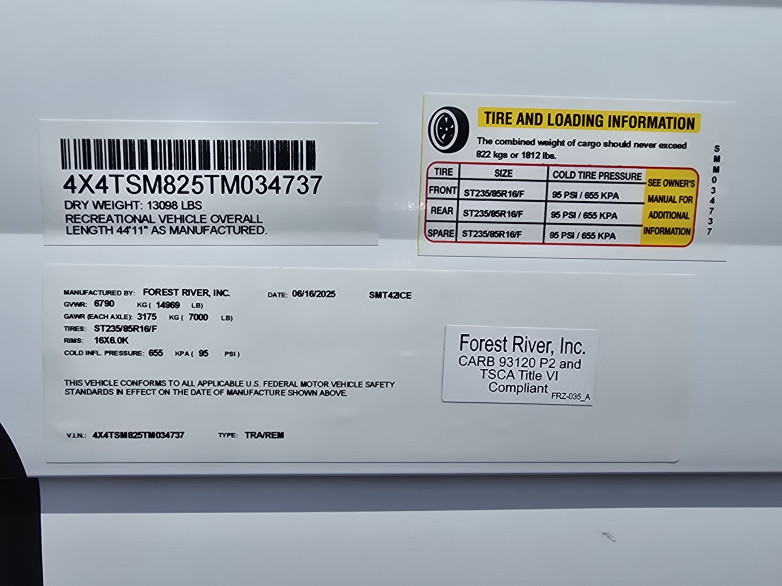 4X4TSM825TM034737
DRY WEIGHT: 13098 LBS
RECREATIONAL VEHICLE OVERALL
LENGTH 44'11" AS MANUFACTURED.
TIRE AND LOADING INFORMATION
The combined weight of cargo should never exceed
822 kgs or 1812 lbs.
TIRE SIZE COLD TIRE PRESSURE
FRONT ST235/85R16/F 95 PSI / 655 KPA
REAR ST235/85R16/F 95 PSI / 655 KPA
SPARE ST235/85R16/F 95 PSI / 655 KPA
SEE OWNER'S
MANUAL FOR
ADDITIONAL
INFORMATION
SMM034737
MANUFACTURED BY: FOREST RIVER, INC. DATE: 06/16/2025 SMT42ICE
GVWR: 6790 KG ( 14969 LB)
GAWR (EACH AXLE): 3175 KG ( 7000 LB)
TIRES: ST235/85R16/F
RIMS: 16X6.0K
COLD INFL. PRESSURE: 655 KPA ( 95 PSI)
THIS VEHICLE CONFORMS TO ALL APPLICABLE U.S. FEDERAL MOTOR VEHICLE SAFETY
STANDARDS IN EFFECT ON THE DATE OF MANUFACTURE SHOWN ABOVE.
V.I.N.: 4X4TSM825TM034737 TYPE: TRA/REM
Forest River, Inc.
CARB 93120 P2 and
TSCA Title VI
Compliant
FRZ-035_A